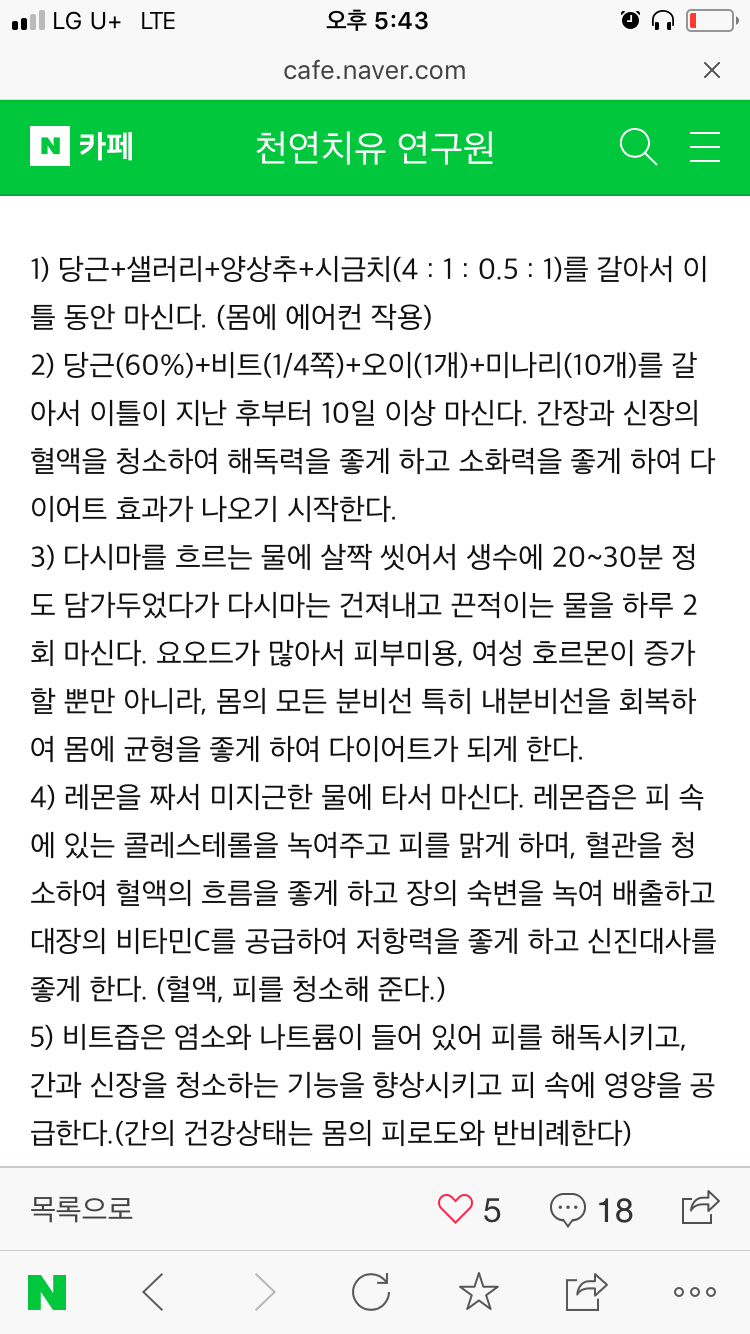 LG U+ LTE 오후 5:43
cafe.naver.com
N 카페 천연치유 연구원
1) 당근+샐러리+양상추+시금치(4 : 1 : 0.5 : 1)를 갈아서 이
틀 동안 마신다. (몸에 에어컨 작용)
2) 당근(60%)+비트(1/4쪽)+오이(1개)+미나리(10개)를 갈
아서 이틀이 지난 후부터 10일 이상 마신다. 간장과 신장의
혈액을 청소하여 해독력을 좋게 하고 소화력을 좋게 하여 다
이어트 효과가 나오기 시작한다.
3) 다시마를 흐르는 물에 살짝 씻어서 생수에 20~30분 정
도 담가두었다가 다시마는 건져내고 끈적이는 물을 하루 2
회 마신다. 요오드가 많아서 피부미용, 여성 호르몬이 증가
할 뿐만 아니라, 몸의 모든 분비선 특히 내분비선을 회복하
여 몸에 균형을 좋게 하여 다이어트가 되게 한다.
4) 레몬을 짜서 미지근한 물에 타서 마신다. 레몬즙은 피 속
에 있는 콜레스테롤을 녹여주고 피를 맑게 하며, 혈관을 청
소하여 혈액의 흐름을 좋게 하고 장의 숙변을 녹여 배출하고
대장의 비타민C를 공급하여 저항력을 좋게 하고 신진대사를
좋게 한다. (혈액, 피를 청소해 준다.)
5) 비트즙은 염소와 나트륨이 들어 있어 피를 해독시키고,
간과 신장을 청소하는 기능을 향상시키고 피 속에 영양을 공
급한다.(간의 건강상태는 몸의 피로도와 반비례한다)
목록으로 5 18
N